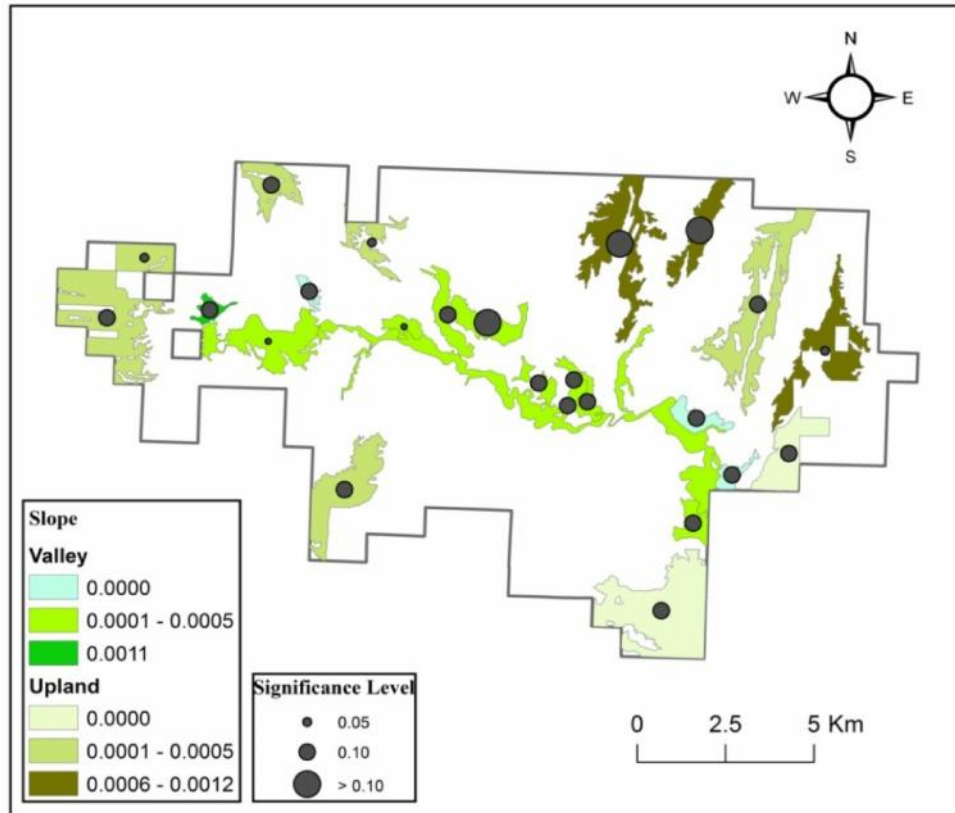 N
W E
S
Slope
Valley
0.0000
0.0001 - 0.0005
0.0011
Upland
0.0000
0.0001 - 0.0005
0.0006 - 0.0012
Significance Level
0.05
0.10
> 0.10
0 2.5 5 Km